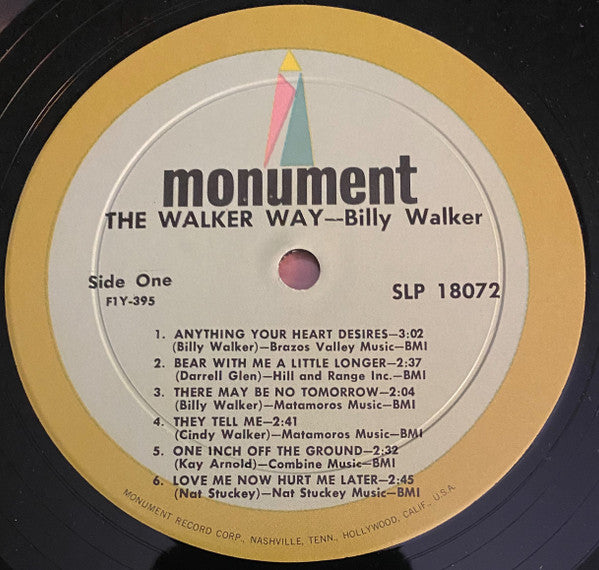 monument
THE WALKER WAY—Billy Walker
Side One
F1Y-395
SLP 18072
1. ANYTHING YOUR HEART DESIRES—3:02
(Billy Walker)—Brazos Valley Music—BMI
2. BEAR WITH ME A LITTLE LONGER—2:37
(Darrell Glen)—Hill and Range Inc.—BMI
3. THERE MAY BE NO TOMORROW—2:04
(Billy Walker)—Matamoros Music—BMI
4. THEY TELL ME—2:41
(Cindy Walker)—Matamoros Music—BMI
5. ONE INCH OFF THE GROUND—2:32
(Kay Arnold)—Combine Music—BMI
6. LOVE ME NOW HURT ME LATER—2:45
(Nat Stuckey)—Nat Stuckey Music—BMI
MONUMENT RECORD CORP., NASHVILLE, TENN., HOLLYWOOD, CALIF., U.S.A.